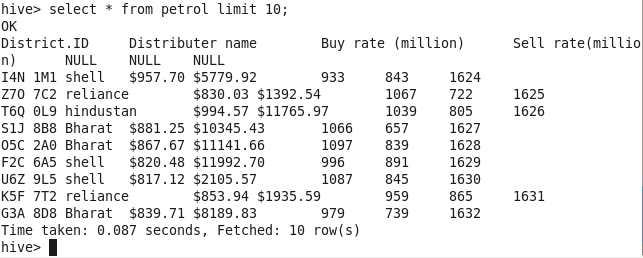 hive> select * from petrol limit 10;
OK
District.ID Distributer name Buy rate (million) Sell rate(millio
n) NULL NULL NULL
I4N 1M1 shell $957.70 $5779.92 933 843 1624
Z7O 7C2 reliance $830.03 $1392.54 1067 722 1625
T6Q 0L9 hindustan $994.57 $11765.97 1039 805 1626
S1J 8B8 Bharat $881.25 $10345.43 1066 657 1627
O5C 2A0 Bharat $867.67 $11141.66 1097 839 1628
F2C 6A5 shell $820.48 $11992.70 996 891 1629
U6Z 9L5 shell $817.12 $2105.57 1087 845 1630
K5F 7T2 reliance $853.94 $1935.59 959 865 1631
G3A 8D8 Bharat $839.71 $8189.83 979 739 1632
Time taken: 0.087 seconds, Fetched: 10 row(s)
hive>